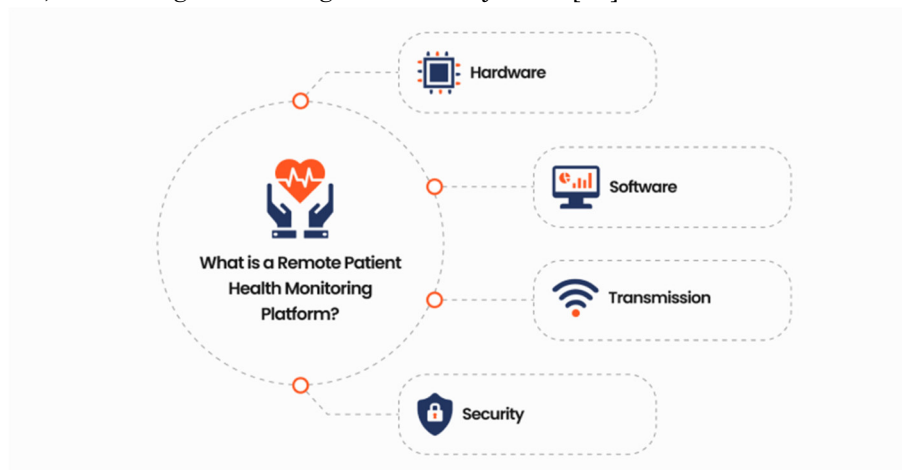 Hardware
Software
What is a Remote Patient
Health Monitoring
Platform?
Transmission
Security